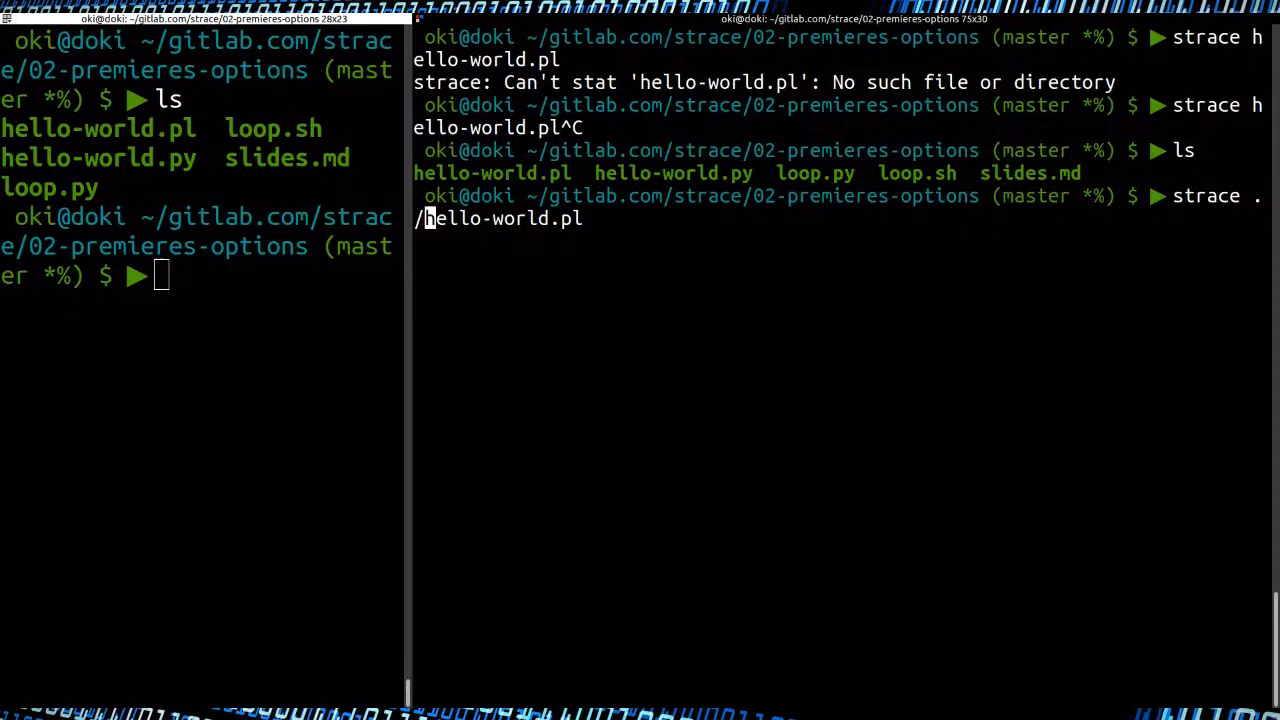 oki@doki: ~/gitlab.com/strace/02-premieres-options 28x23
oki@doki ~/gitlab.com/strac
e/02-premieres-options (mast
er *%) $ ▶ ls
hello-world.pl loop.sh
hello-world.py slides.md
loop.py
oki@doki ~/gitlab.com/strac
e/02-premieres-options (mast
er *%) $ ▶
oki@doki: ~/gitlab.com/strace/02-premieres-options 75x30
oki@doki ~/gitlab.com/strace/02-premieres-options (master *%) $ ▶ strace h
ello-world.pl
strace: Can't stat 'hello-world.pl': No such file or directory
oki@doki ~/gitlab.com/strace/02-premieres-options (master *%) $ ▶ strace h
ello-world.pl^C
oki@doki ~/gitlab.com/strace/02-premieres-options (master *%) $ ▶ ls
hello-world.pl hello-world.py loop.py loop.sh slides.md
oki@doki ~/gitlab.com/strace/02-premieres-options (master *%) $ ▶ strace .
/hello-world.pl